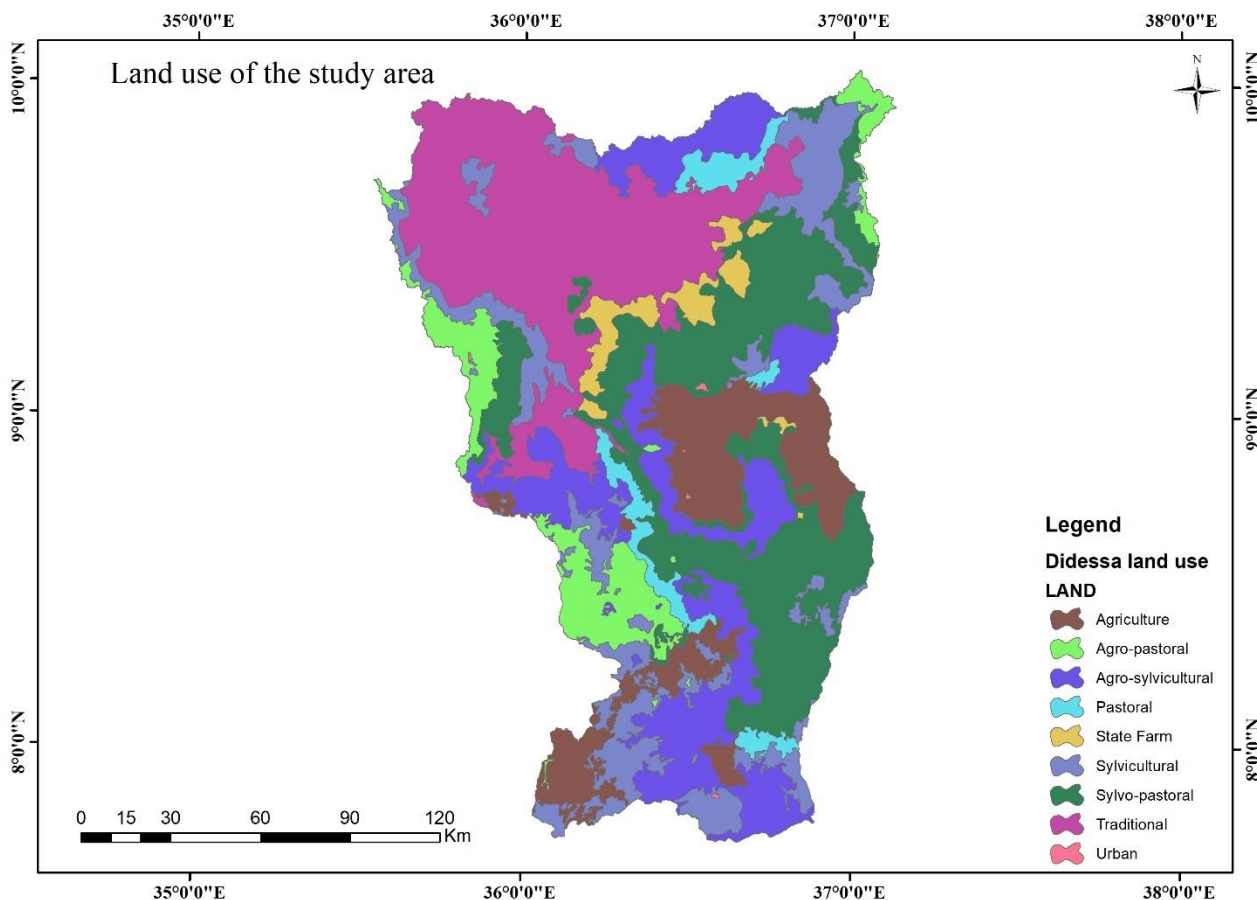 35°0'0"E 36°0'0"E 37°0'0"E 38°0'0"E
Land use of the study area
N
10°0'0"N 10°0'0"N
9°0'0"N 9°0'0"N
8°0'0"N 8°0'0"N
Legend
Didessa land use
LAND
Agriculture
Agro-pastoral
Agro-sylvicultural
Pastoral
State Farm
Sylvicultural
Sylvo-pastoral
Traditional
Urban
0 15 30 60 90 120
Km
35°0'0"E 36°0'0"E 37°0'0"E 38°0'0"E